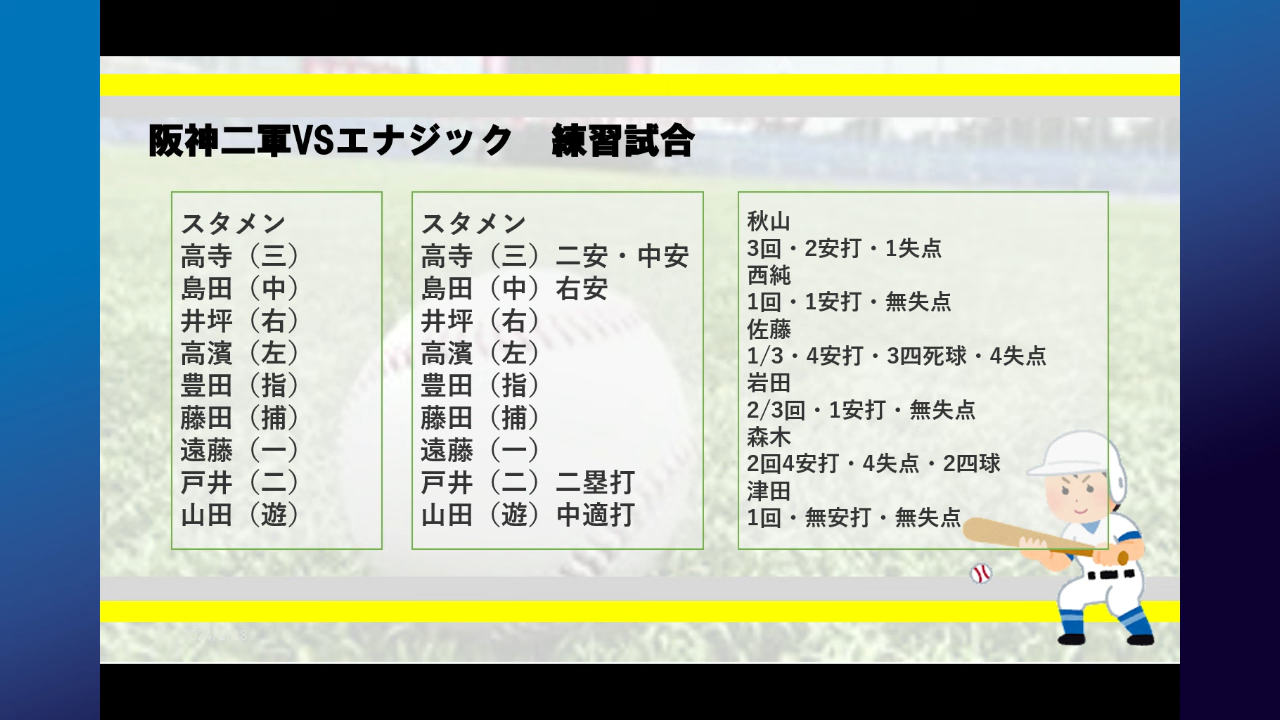 阪神二軍VSエナジック　練習試合
スタメン
高寺（三）
島田（中）
井坪（右）
高濱（左）
豊田（指）
藤田（捕）
遠藤（一）
戸井（二）
山田（遊）
スタメン
高寺（三）二安・中安
島田（中）右安
井坪（右）
高濱（左）
豊田（指）
藤田（捕）
遠藤（一）
戸井（二）二塁打
山田（遊）中適打
秋山
3回・2安打・1失点
西純
1回・1安打・無失点
佐藤
1/3・4安打・3四死球・4失点
岩田
2/3回・1安打・無失点
森木
2回4安打・4失点・2四球
津田
1回・無安打・無失点